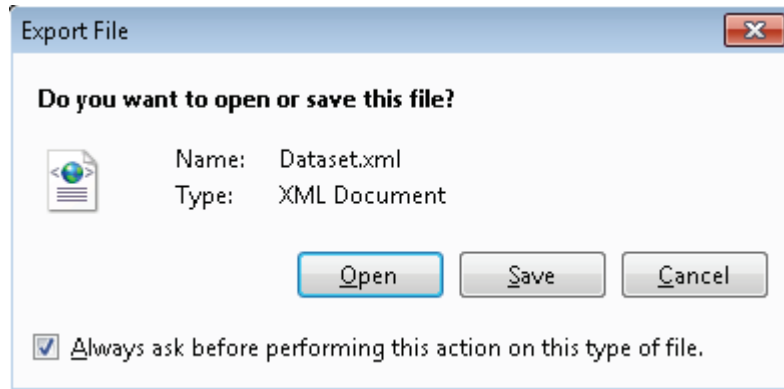 Export File
Do you want to open or save this file?
Name: Dataset.xml
Type: XML Document
Open Save Cancel
Always ask before performing this action on this type of file.